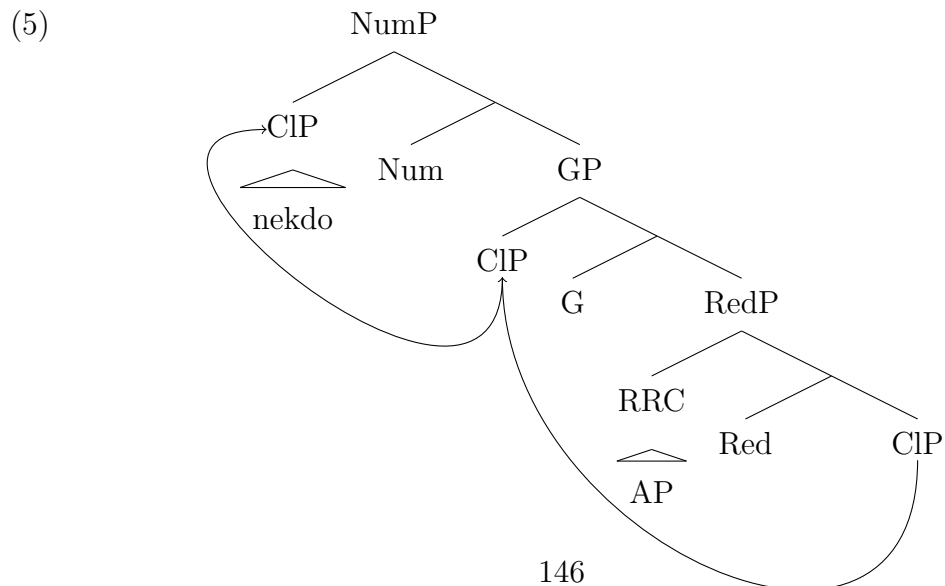 (5)
NumP
ClP
Num
GP
nekdo
ClP
G
RedP
RRC
Red
ClP
AP
146